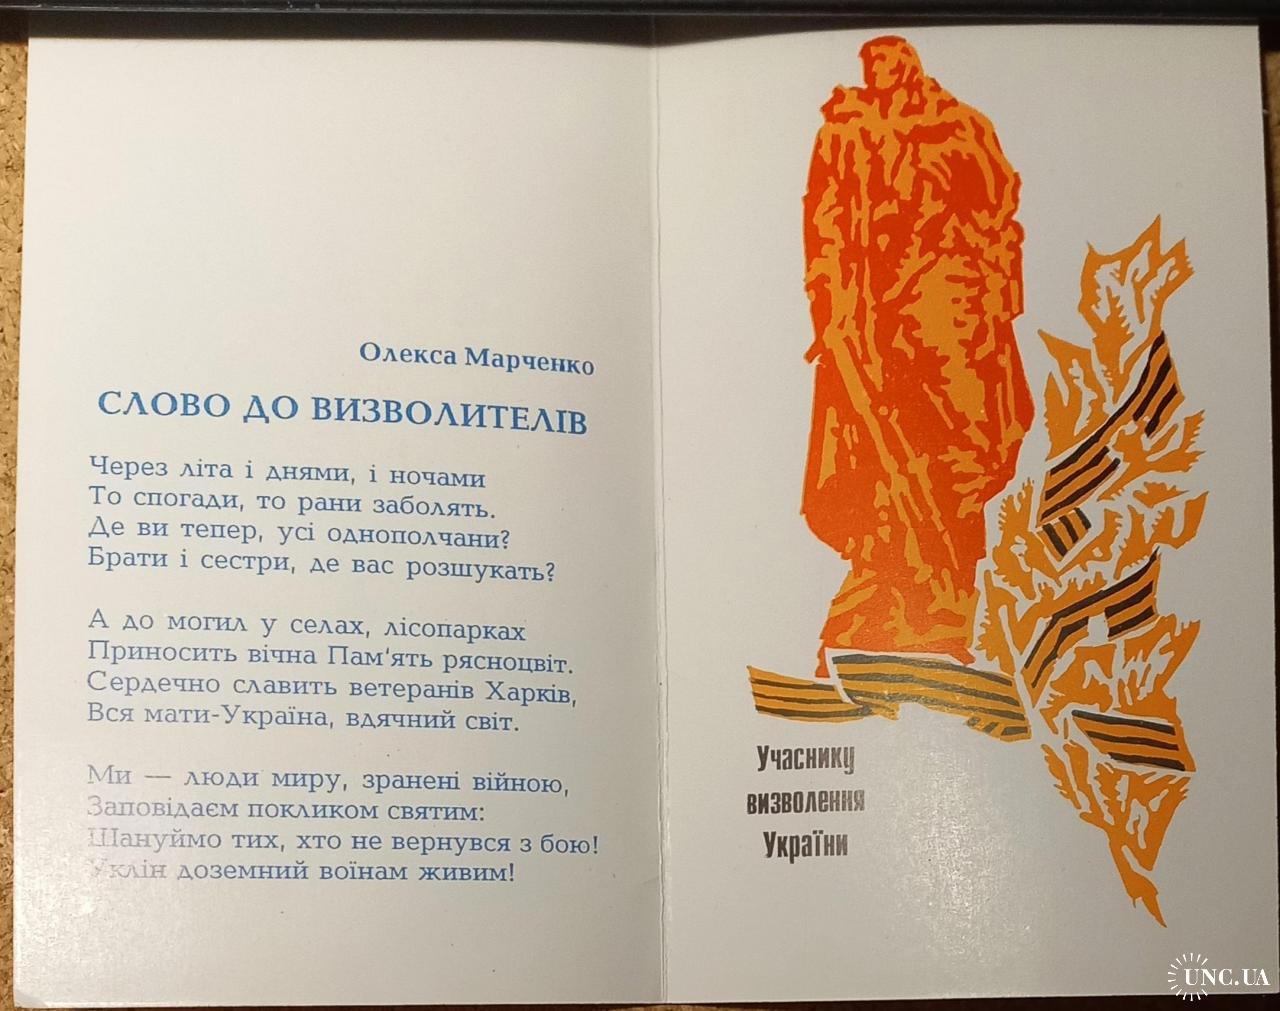 Олекса Марченко
СЛОВО ДО ВИЗВОЛИТЕЛІВ
Через літа і днями, і ночами
То спогади, то рани заболять.
Де ви тепер, усі однополчани?
Брати і сестри, де вас розшукать?
А до могил у селах, лісопарках
Приносить вічна Пам‘ять рясноцвіт.
Сердечно славить ветеранів Харків,
Вся мати-Україна, вдячний світ.
Ми — люди миру, зранені війною,
Заповідаєм покликом святим:
Шануймо тих, хто не вернувся з бою!
Уклін доземний воїнам живим!
Учаснику
визволення
України
UNC.UA